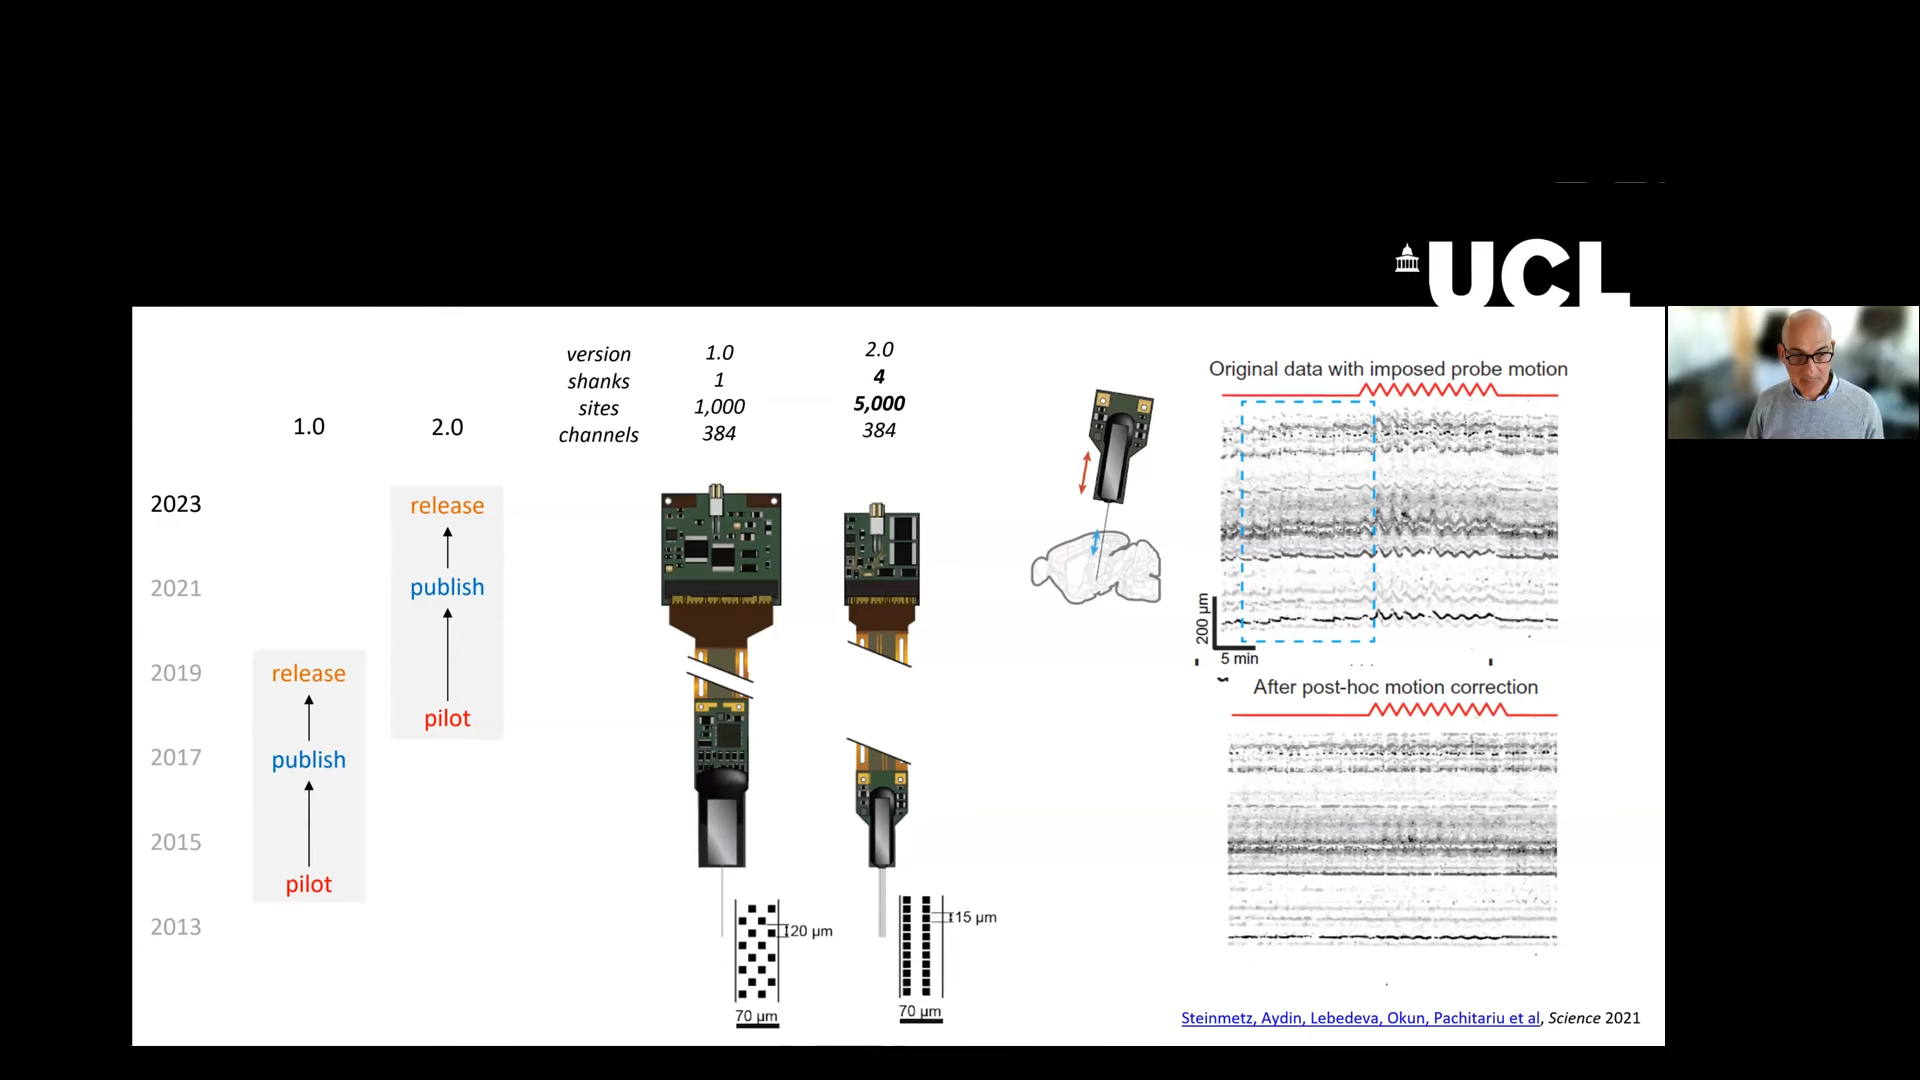 UCL
version 1.0 2.0
shanks 1 4
sites 1,000 5,000
channels 384 384
1.0 2.0
2023
2021
2019
2017
2015
2013
release
publish
pilot
release
publish
pilot
20 µm
70 µm
15 µm
70 µm
Original data with imposed probe motion
200 µm
5 min
After post-hoc motion correction
Steinmetz, Aydin, Lebedeva, Okun, Pachitariu et al, Science 2021